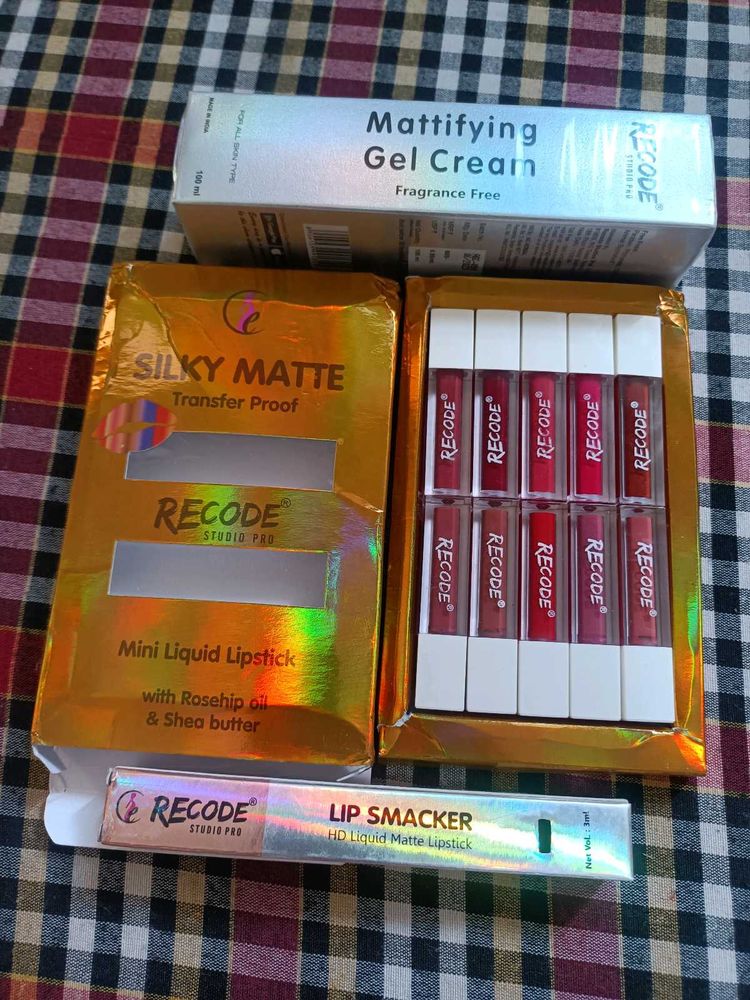 Mattifying
Gel Cream
Fragrance Free
RECODE®
STUDIO PRO
FOR ALL SKIN TYPE
MADE IN INDIA
100 ml
SILKY MATTE
Transfer Proof
RECODE®
STUDIO PRO
Mini Liquid Lipstick
with Rosehip oil
& Shea butter
RECODE®
RECODE®
RECODE®
RECODE®
RECODE®
RECODE®
RECODE®
RECODE®
RECODE®
RECODE®
RECODE®
STUDIO PRO
LIP SMACKER
HD Liquid Matte Lipstick
Net Vol.: 3ml